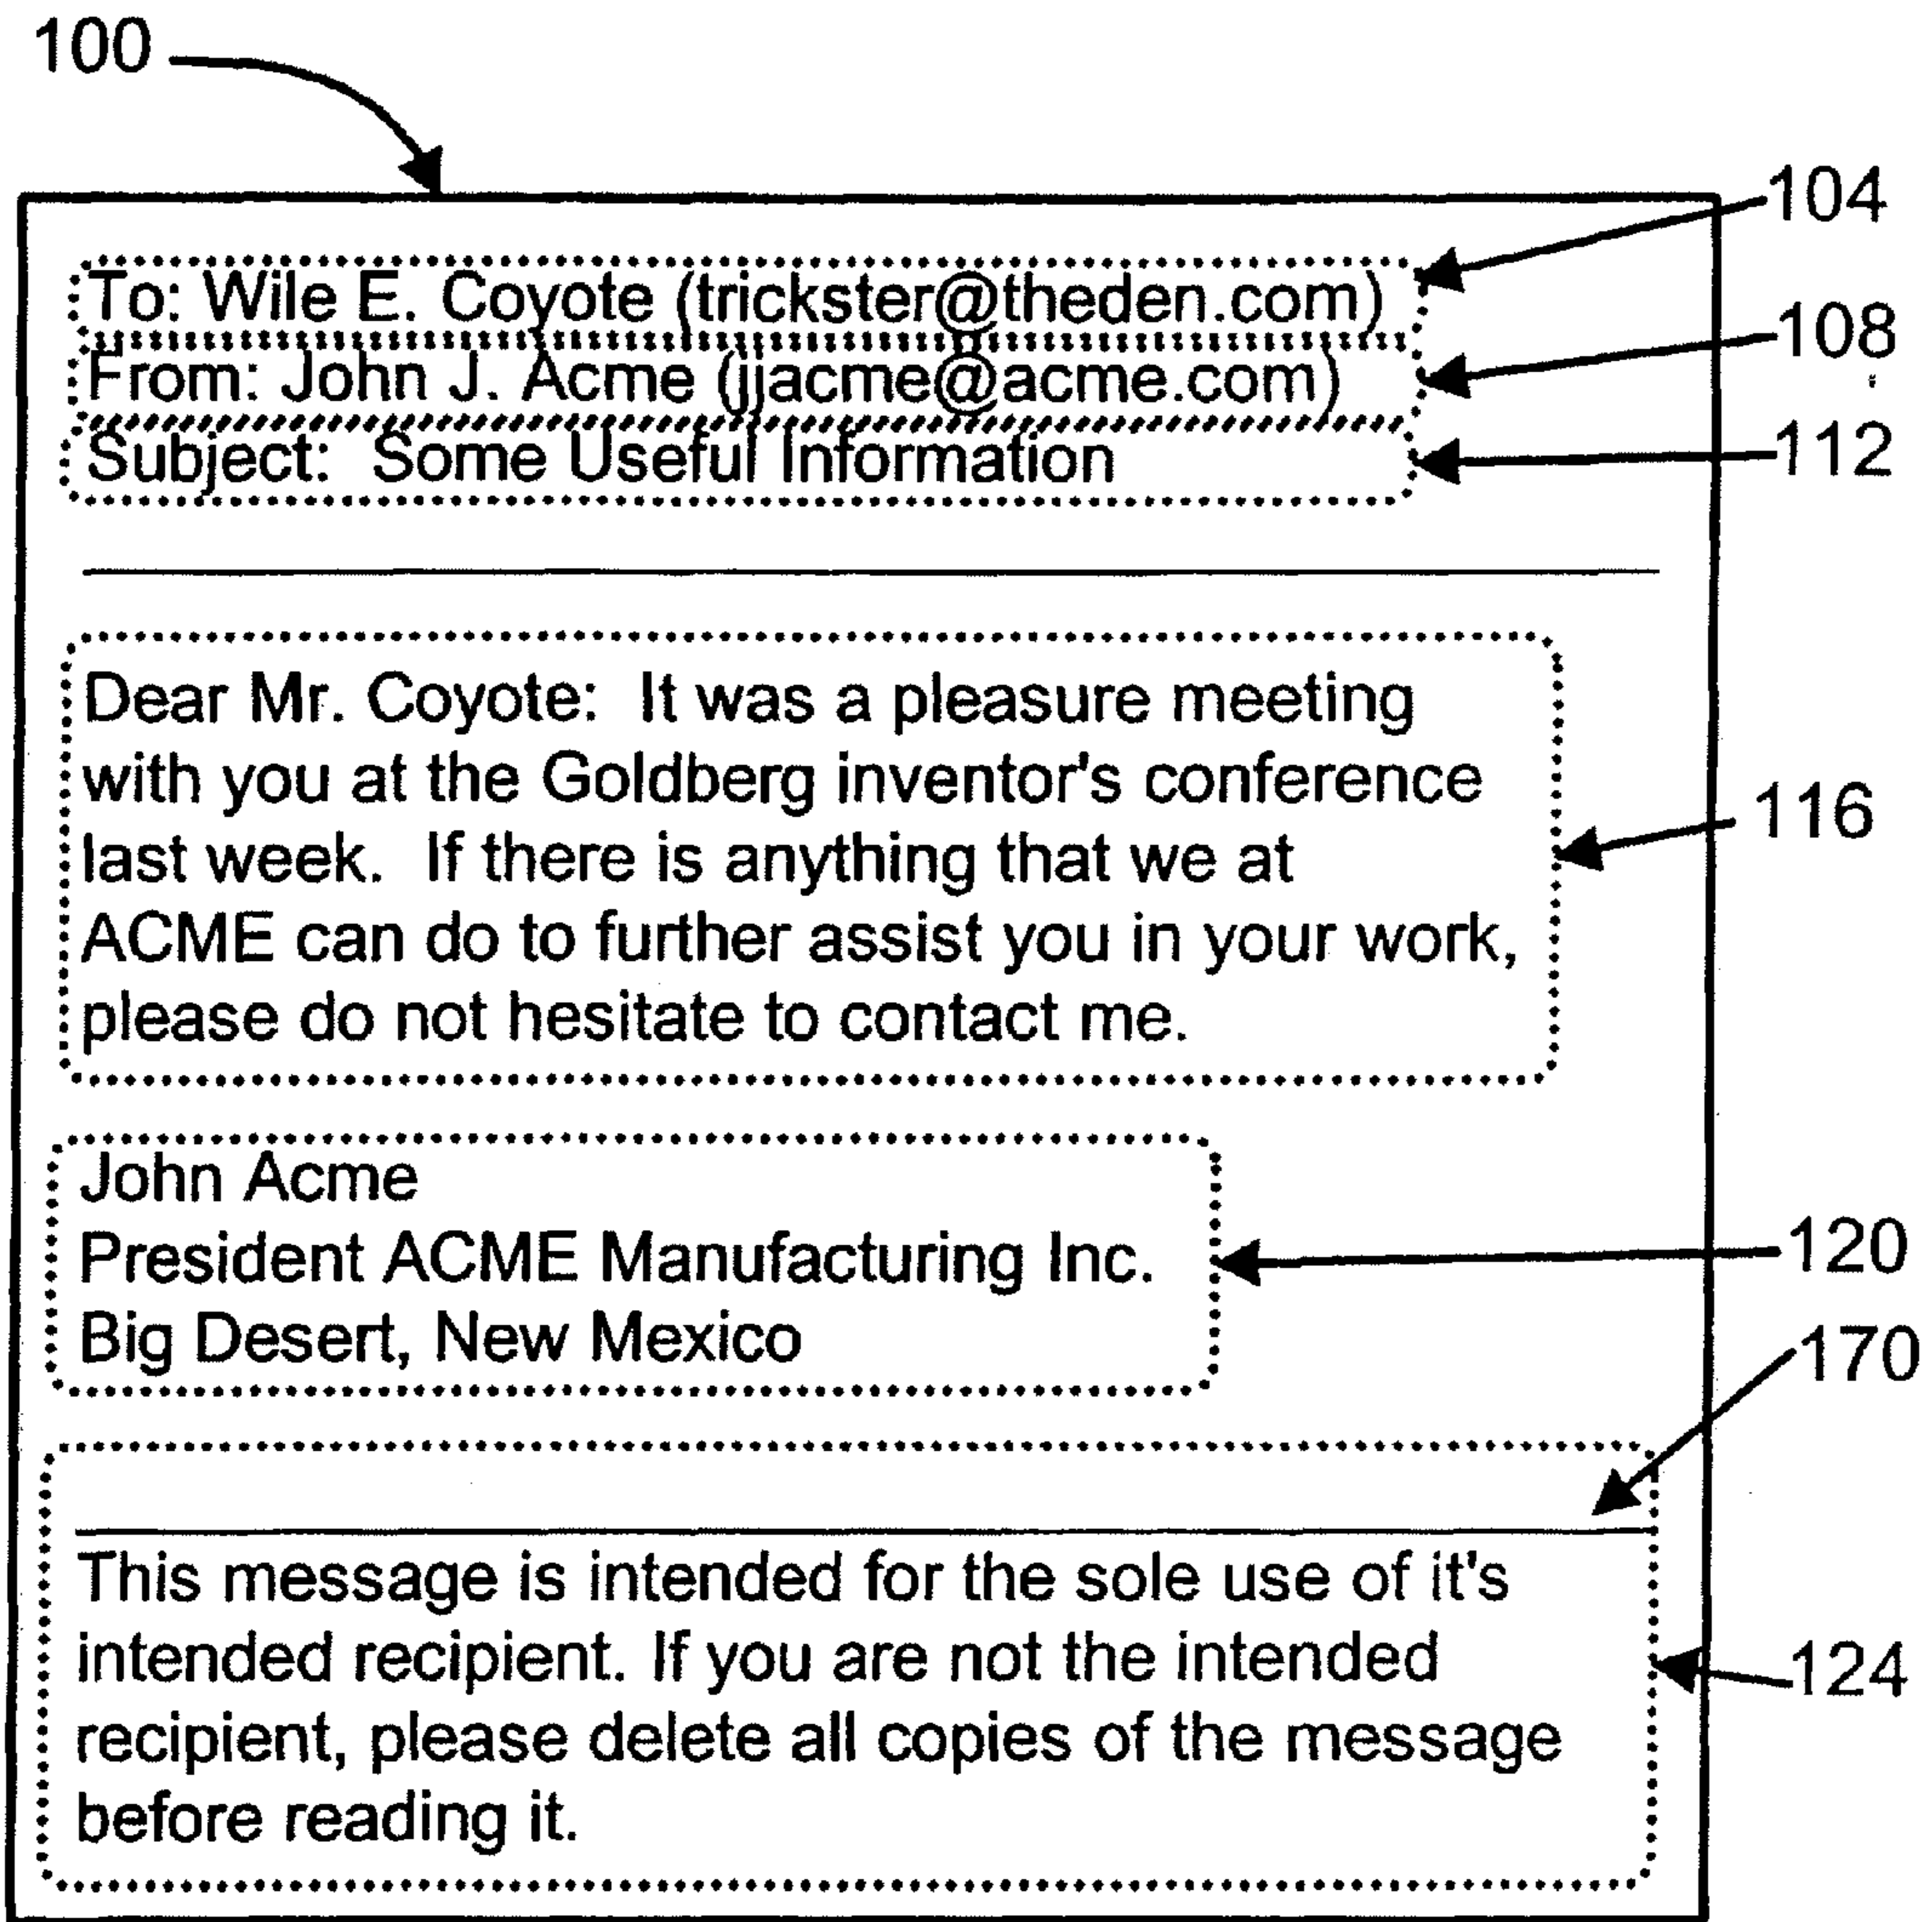 100
104
To: Wile E. Coyote (trickster@theden.com)
108
From: John J. Acme (jjacme@acme.com)
112
Subject: Some Useful Information
Dear Mr. Coyote: It was a pleasure meeting
with you at the Goldberg inventor's conference
116
last week. If there is anything that we at
ACME can do to further assist you in your work,
please do not hesitate to contact me.
John Acme
President ACME Manufacturing Inc.
120
Big Desert, New Mexico
170
This message is intended for the sole use of it's
intended recipient. If you are not the intended
124
recipient, please delete all copies of the message
before reading it.